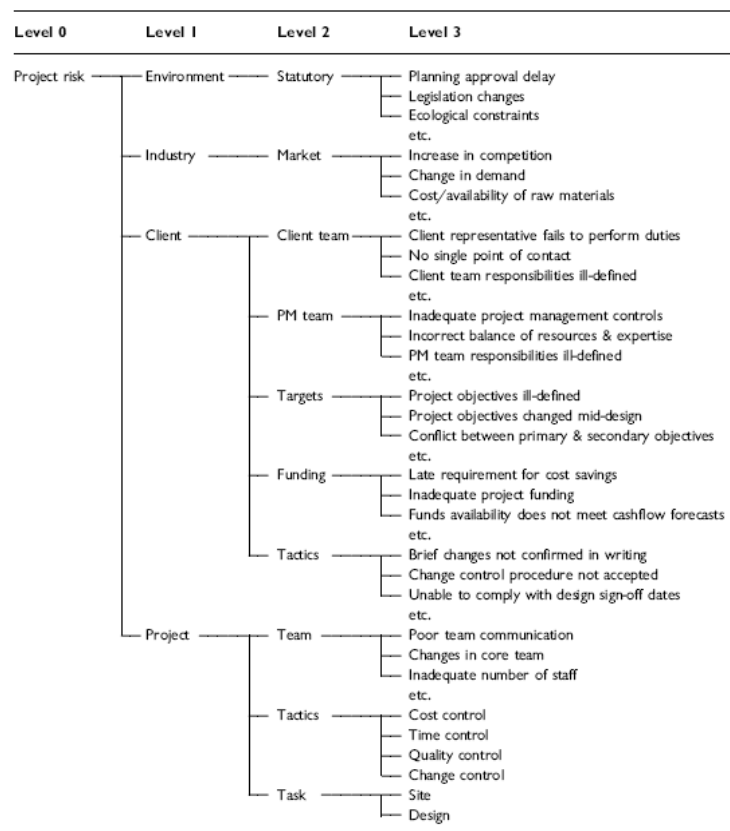 Level 0 Level 1 Level 2 Level 3
Project risk Environment Statutory Planning approval delay
Legislation changes
Ecological constraints
etc.
Industry Market Increase in competition
Change in demand
Cost/availability of raw materials
etc.
Client Client team Client representative fails to perform duties
No single point of contact
Client team responsibilities ill-defined
etc.
PM team Inadequate project management controls
Incorrect balance of resources & expertise
PM team responsibilities ill-defined
etc.
Targets Project objectives ill-defined
Project objectives changed mid-design
Conflict between primary & secondary objectives
etc.
Funding Late requirement for cost savings
Inadequate project funding
Funds availability does not meet cashflow forecasts
etc.
Tactics Brief changes not confirmed in writing
Change control procedure not accepted
Unable to comply with design sign-off dates
etc.
Project Team Poor team communication
Changes in core team
Inadequate number of staff
etc.
Tactics Cost control
Time control
Quality control
Change control
Task Site
Design